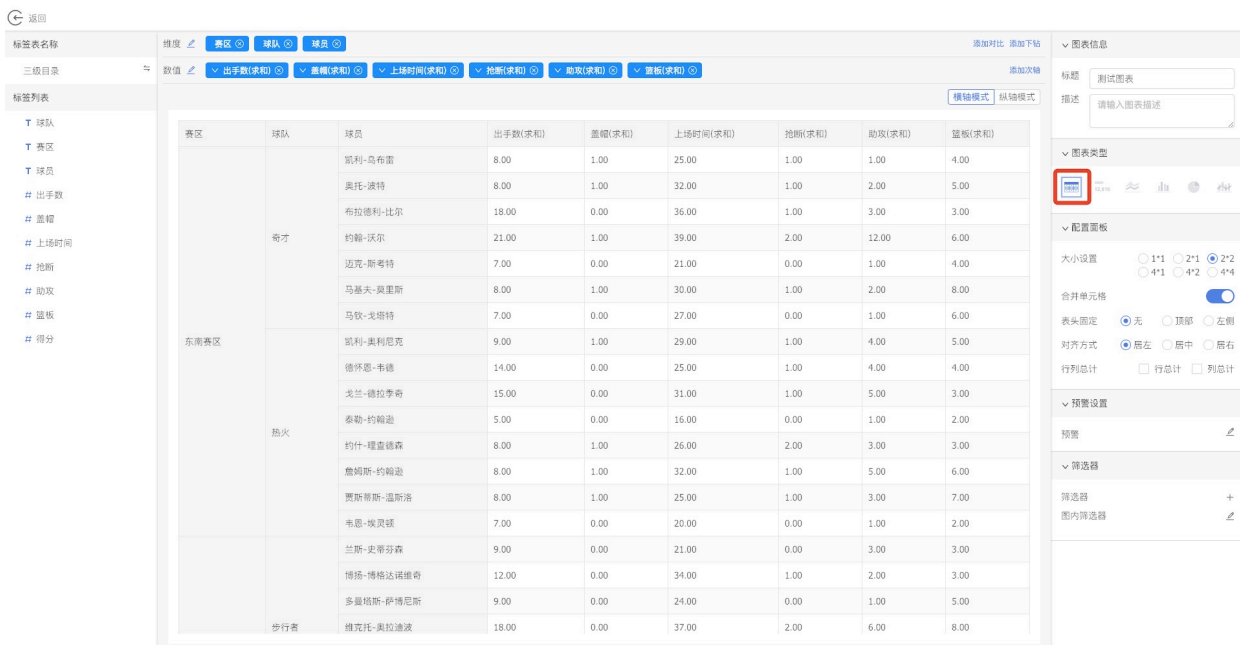 返回
标签表名称
三级目录
标签列表
T 球队
T 赛区
T 球员
# 出手数
# 盖帽
# 上场时间
# 抢断
# 助攻
# 篮板
# 得分
维度 赛区 球队 球员 添加对比 添加下钻
数值 出手数(求和) 盖帽(求和) 上场时间(求和) 抢断(求和) 助攻(求和) 篮板(求和) 添加次轴
横轴模式 纵轴模式
赛区 球队 球员 出手数(求和) 盖帽(求和) 上场时间(求和) 抢断(求和) 助攻(求和) 篮板(求和)
凯利-乌布雷 8.00 1.00 25.00 1.00 1.00 4.00
奥托-波特 8.00 1.00 32.00 1.00 2.00 5.00
布拉德利-比尔 18.00 0.00 36.00 1.00 3.00 3.00
奇才 约翰-沃尔 21.00 1.00 39.00 2.00 12.00 6.00
迈克-斯考特 7.00 0.00 21.00 0.00 1.00 4.00
马基夫-莫里斯 8.00 1.00 30.00 1.00 2.00 8.00
马钦-戈塔特 7.00 0.00 27.00 0.00 1.00 6.00
东南赛区 凯利-奥利尼克 9.00 1.00 29.00 1.00 4.00 5.00
德怀恩-韦德 14.00 0.00 25.00 1.00 4.00 4.00
戈兰-德拉季奇 15.00 0.00 31.00 1.00 5.00 3.00
泰勒-约翰逊 5.00 0.00 16.00 0.00 1.00 2.00
热火 约什-理查德森 8.00 1.00 26.00 2.00 3.00 3.00
詹姆斯-约翰逊 8.00 1.00 32.00 1.00 5.00 6.00
贾斯蒂斯-温斯洛 8.00 1.00 25.00 1.00 3.00 7.00
韦恩-埃灵顿 7.00 0.00 20.00 0.00 1.00 2.00
兰斯-史蒂芬森 9.00 0.00 21.00 0.00 3.00 3.00
博扬-博格达诺维奇 12.00 0.00 34.00 1.00 2.00 3.00
多曼塔斯-萨博尼斯 9.00 0.00 24.00 0.00 1.00 5.00
步行者 维克托-奥拉迪波 18.00 0.00 37.00 2.00 6.00 8.00
图表信息
标题 测试图表
描述 请输入图表描述
图表类型
配置面板
大小设置 1*1 2*1 2*2
4*1 4*2 4*4
合并单元格
表头固定 无 顶部 左侧
对齐方式 居左 居中 居右
行列总计 行总计 列总计
预警设置
预警
筛选器
筛选器 +
图内筛选器